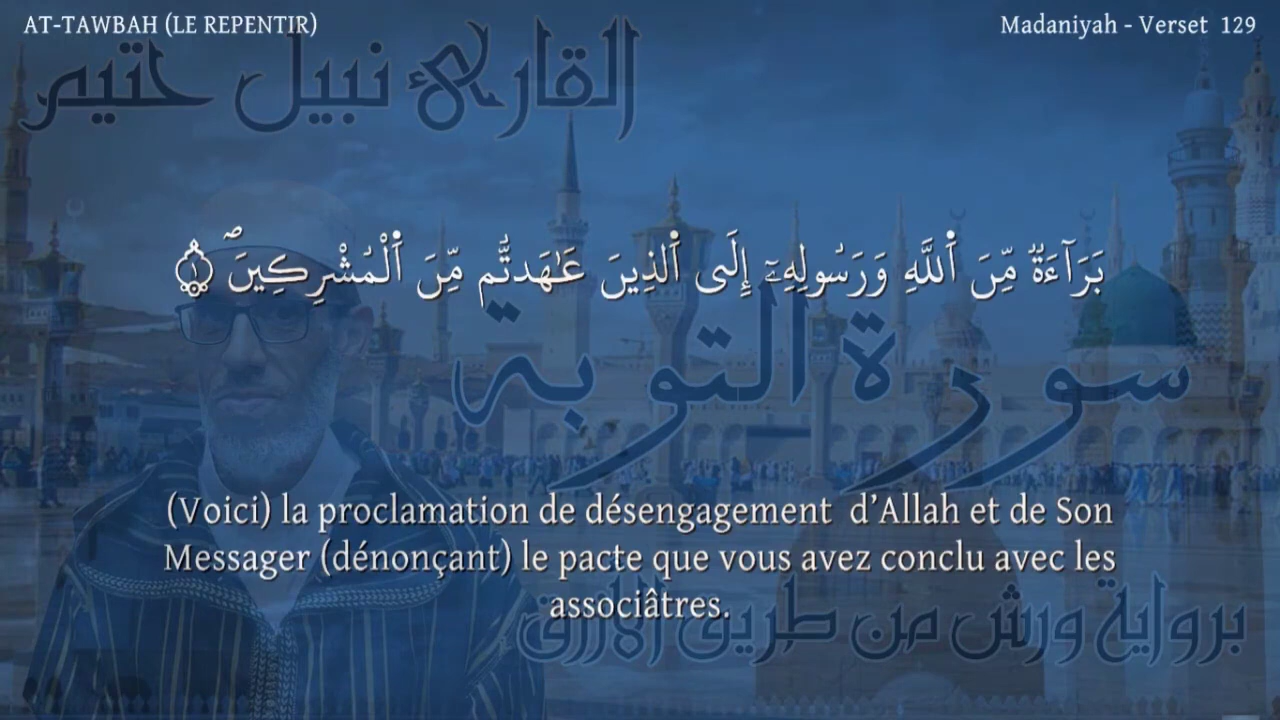 AT-TAWBAH (LE REPENTIR)
Madaniyah - Verset 129
القارئ نبيل ختيم
بَرَآءَةٌ مِّنَ اَ۬للَّهِ وَرَسُولِهِۦٓ إِلَى اَ۬لذِينَ عَٰهَدتُّم مِّنَ اَ۬لْمُشْرِكِينَۖ ١
سورة التوبة
(Voici) la proclamation de désengagement d’Allah et de Son
Messager (dénonçant) le pacte que vous avez conclu avec les
associâtres.
برواية ورش من طريق الازرق